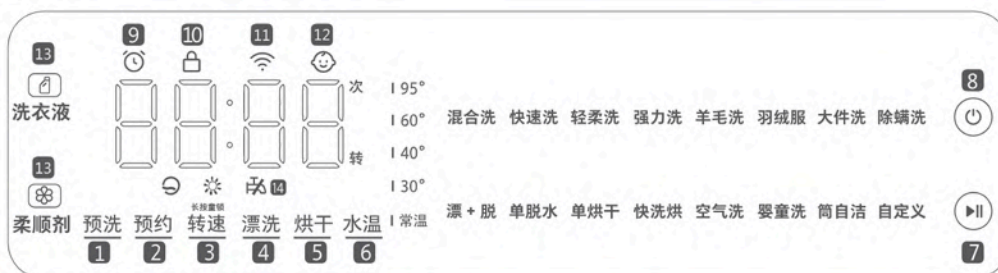 9 10 11 12
13
洗衣液
次
转
95°
60°
40°
30°
常温
混合洗 快速洗 轻柔洗 强力洗 羊毛洗 羽绒服 大件洗 除螨洗
8
13
柔顺剂
14
长按童锁
预洗 预约 转速 漂洗 烘干 水温
1 2 3 4 5 6
漂+脱 单脱水 单烘干 快洗烘 空气洗 婴童洗 筒自洁 自定义
7